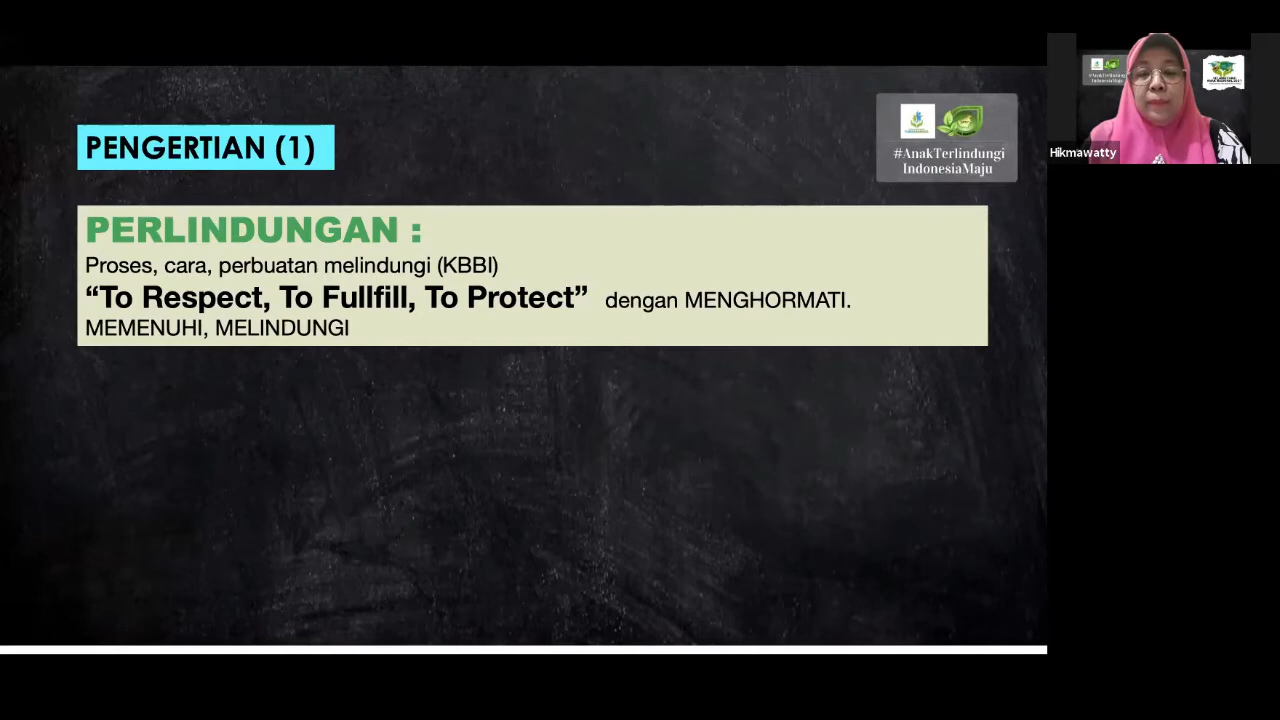 PENGERTIAN (1)
#AnakTerlindungi
IndonesiaMaju
PERLINDUNGAN :
Proses, cara, perbuatan melindungi (KBBI)
“To Respect, To Fullfill, To Protect” dengan MENGHORMATI.
MEMENUHI, MELINDUNGI
Hikmawatty